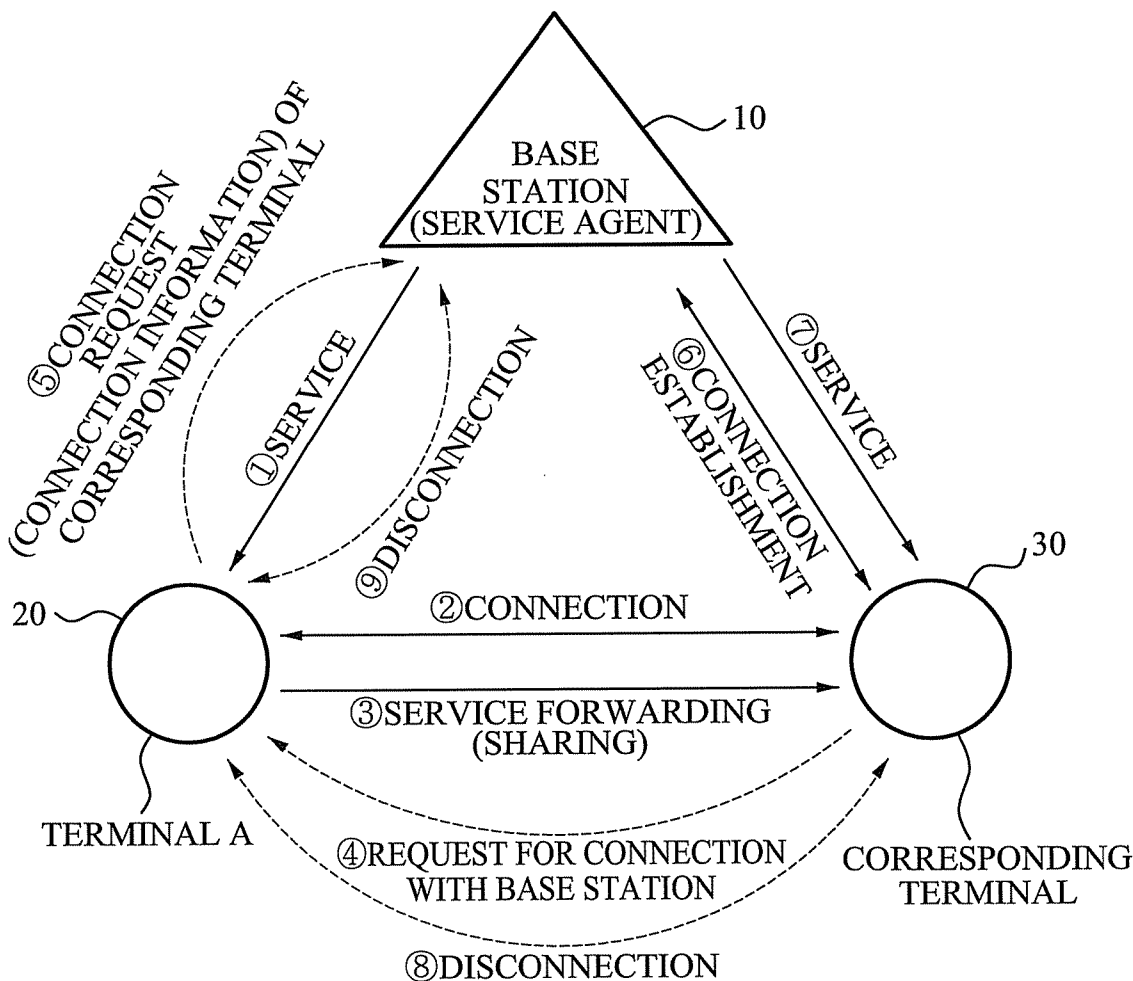 10
BASE
STATION
(SERVICE AGENT)
⑤CONNECTION
REQUEST
(CONNECTION INFORMATION) OF
CORRESPONDING TERMINAL
①SERVICE
⑨DISCONNECTION
⑦SERVICE
⑥CONNECTION
ESTABLISHMENT
20
30
②CONNECTION
③SERVICE FORWARDING
(SHARING)
TERMINAL A
④REQUEST FOR CONNECTION
WITH BASE STATION
CORRESPONDING
TERMINAL
⑧DISCONNECTION